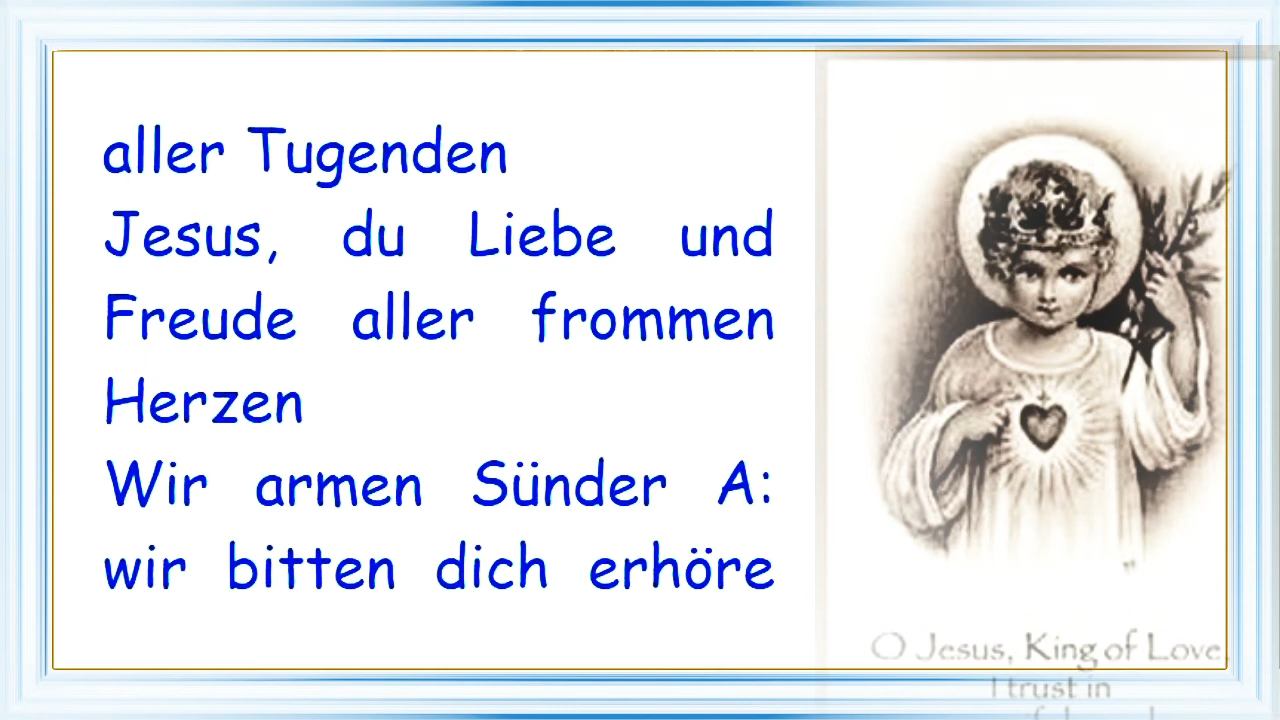 aller Tugenden
Jesus, du Liebe und
Freude aller frommen
Herzen
Wir armen Sünder A:
wir bitten dich erhöre
O Jesus, King of Love,
I trust in